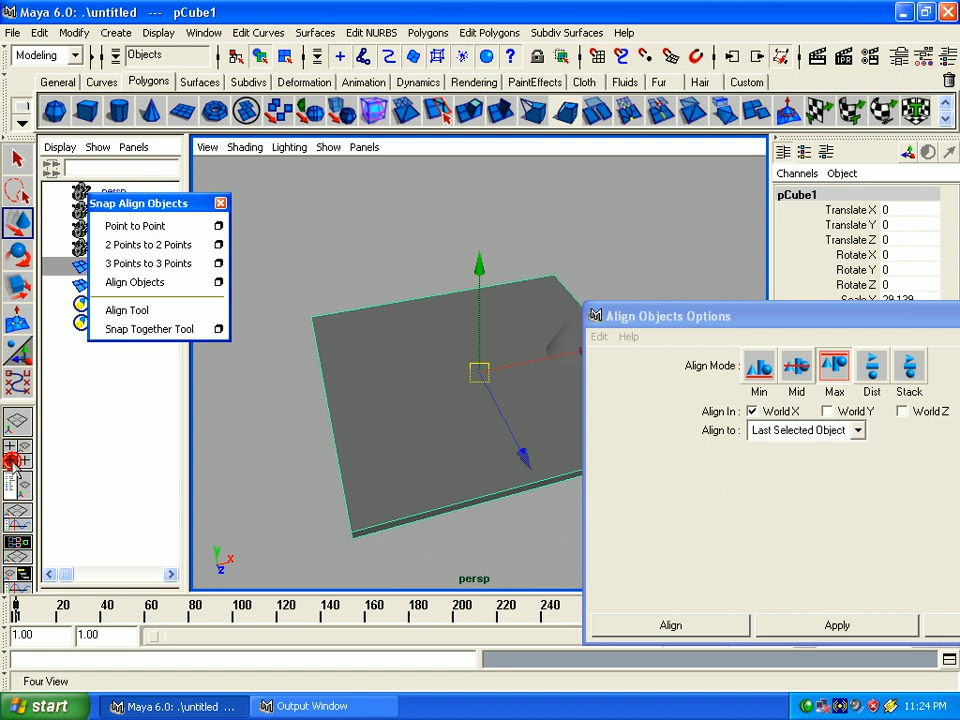 Maya 6.0: .\untitled --- pCube1
File Edit Modify Create Display Window Edit Curves Surfaces Edit NURBS Polygons Edit Polygons Subdiv Surfaces Help
Modeling Objects
General Curves Polygons Surfaces Subdivs Deformation Animation Dynamics Rendering PaintEffects Cloth Fluids Fur Hair Custom
Display Show Panels
View Shading Lighting Show Panels
Channels Object
persp
pCube1
Translate X 0
Translate Y 0
Translate Z 0
Rotate X 0
Rotate Y 0
Rotate Z 0
Scale X 29.139
Snap Align Objects
Point to Point
2 Points to 2 Points
3 Points to 3 Points
Align Objects
Align Tool
Snap Together Tool
Align Objects Options
Edit Help
Align Mode:
Min Mid Max Dist Stack
Align In: World X World Y World Z
Align to: Last Selected Object
Align Apply
y
x
z
persp
20 40 60 80 100 120 140 160 180 200 220 240
1.00 1.00
Four View
start Maya 6.0: .\untitled ... Output Window 11:24 PM